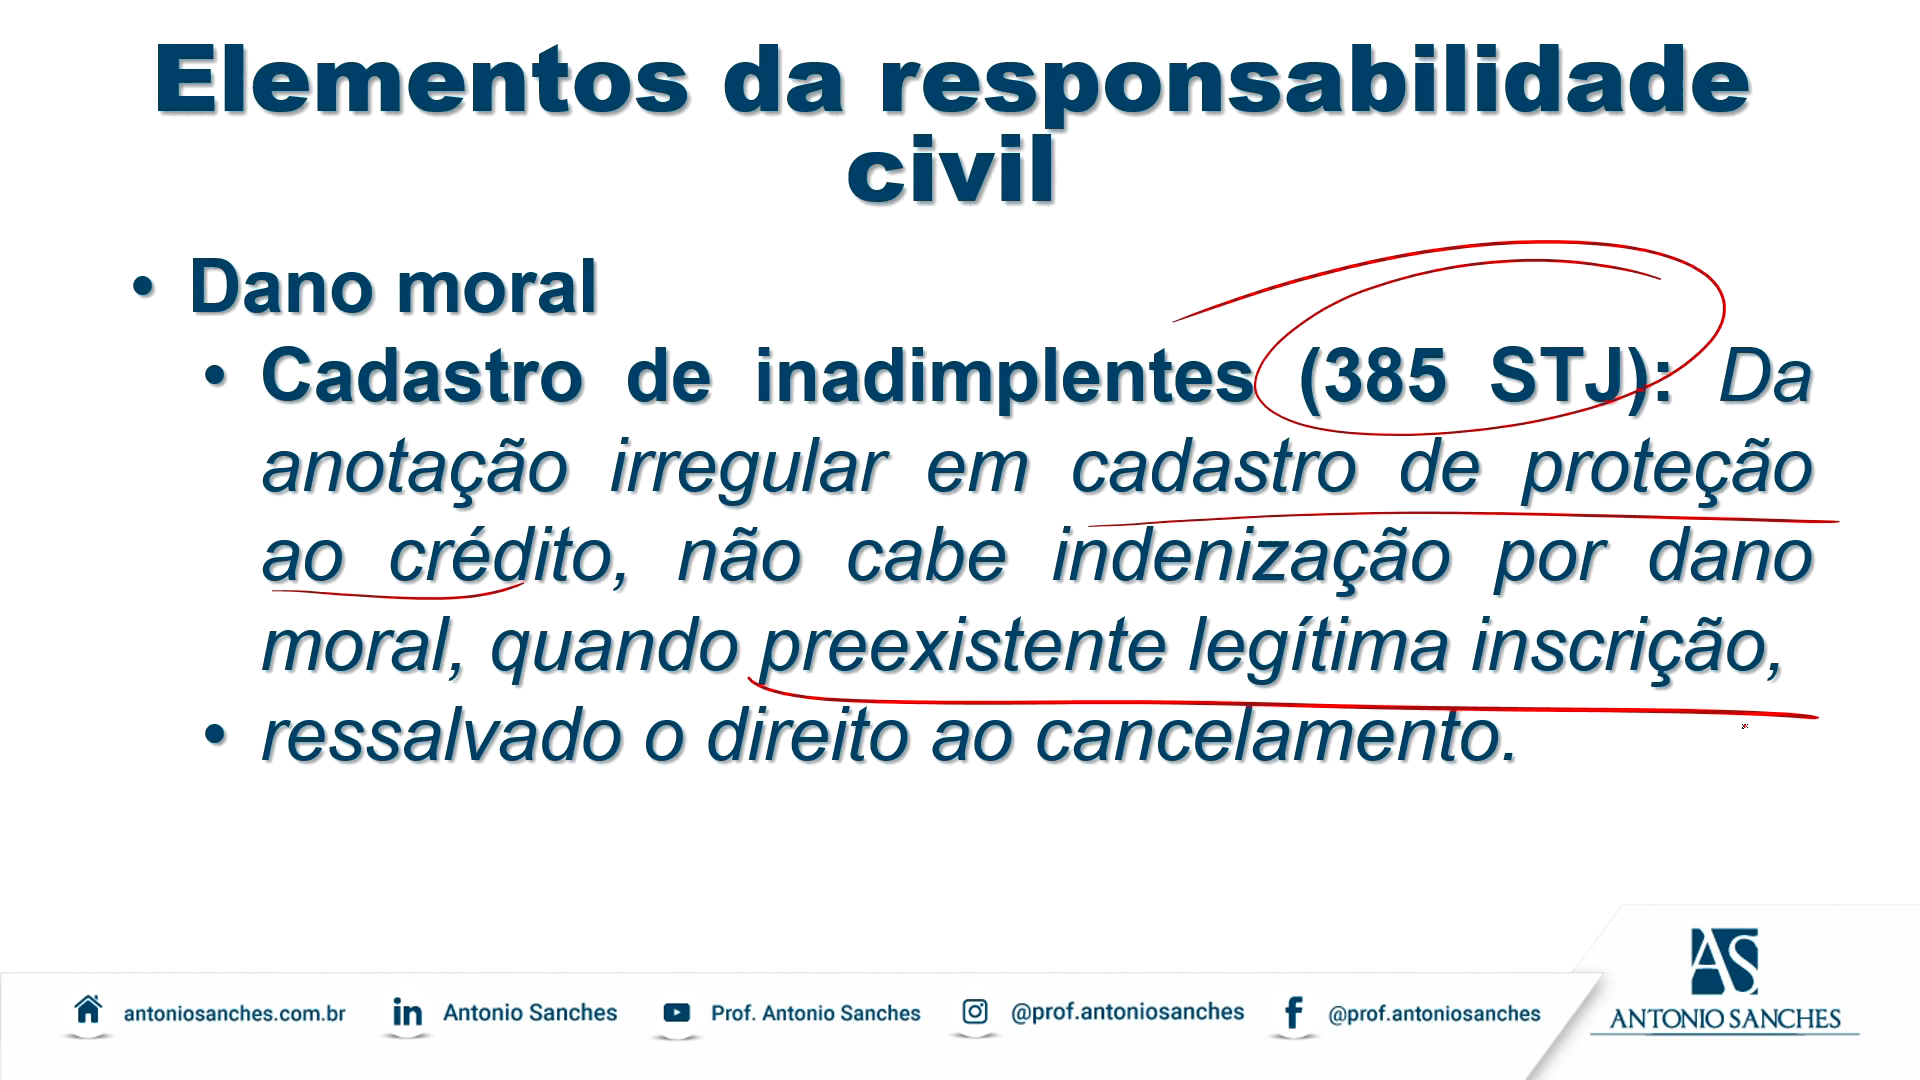 Elementos da responsabilidade
civil
• Dano moral
• Cadastro de inadimplentes (385 STJ): Da
anotação irregular em cadastro de proteção
ao crédito, não cabe indenização por dano
moral, quando preexistente legítima inscrição,
• ressalvado o direito ao cancelamento.
AS
antoniosanches.com.br in Antonio Sanches Prof. Antonio Sanches @prof.antoniosanches f @prof.antoniosanches ANTONIO SANCHES